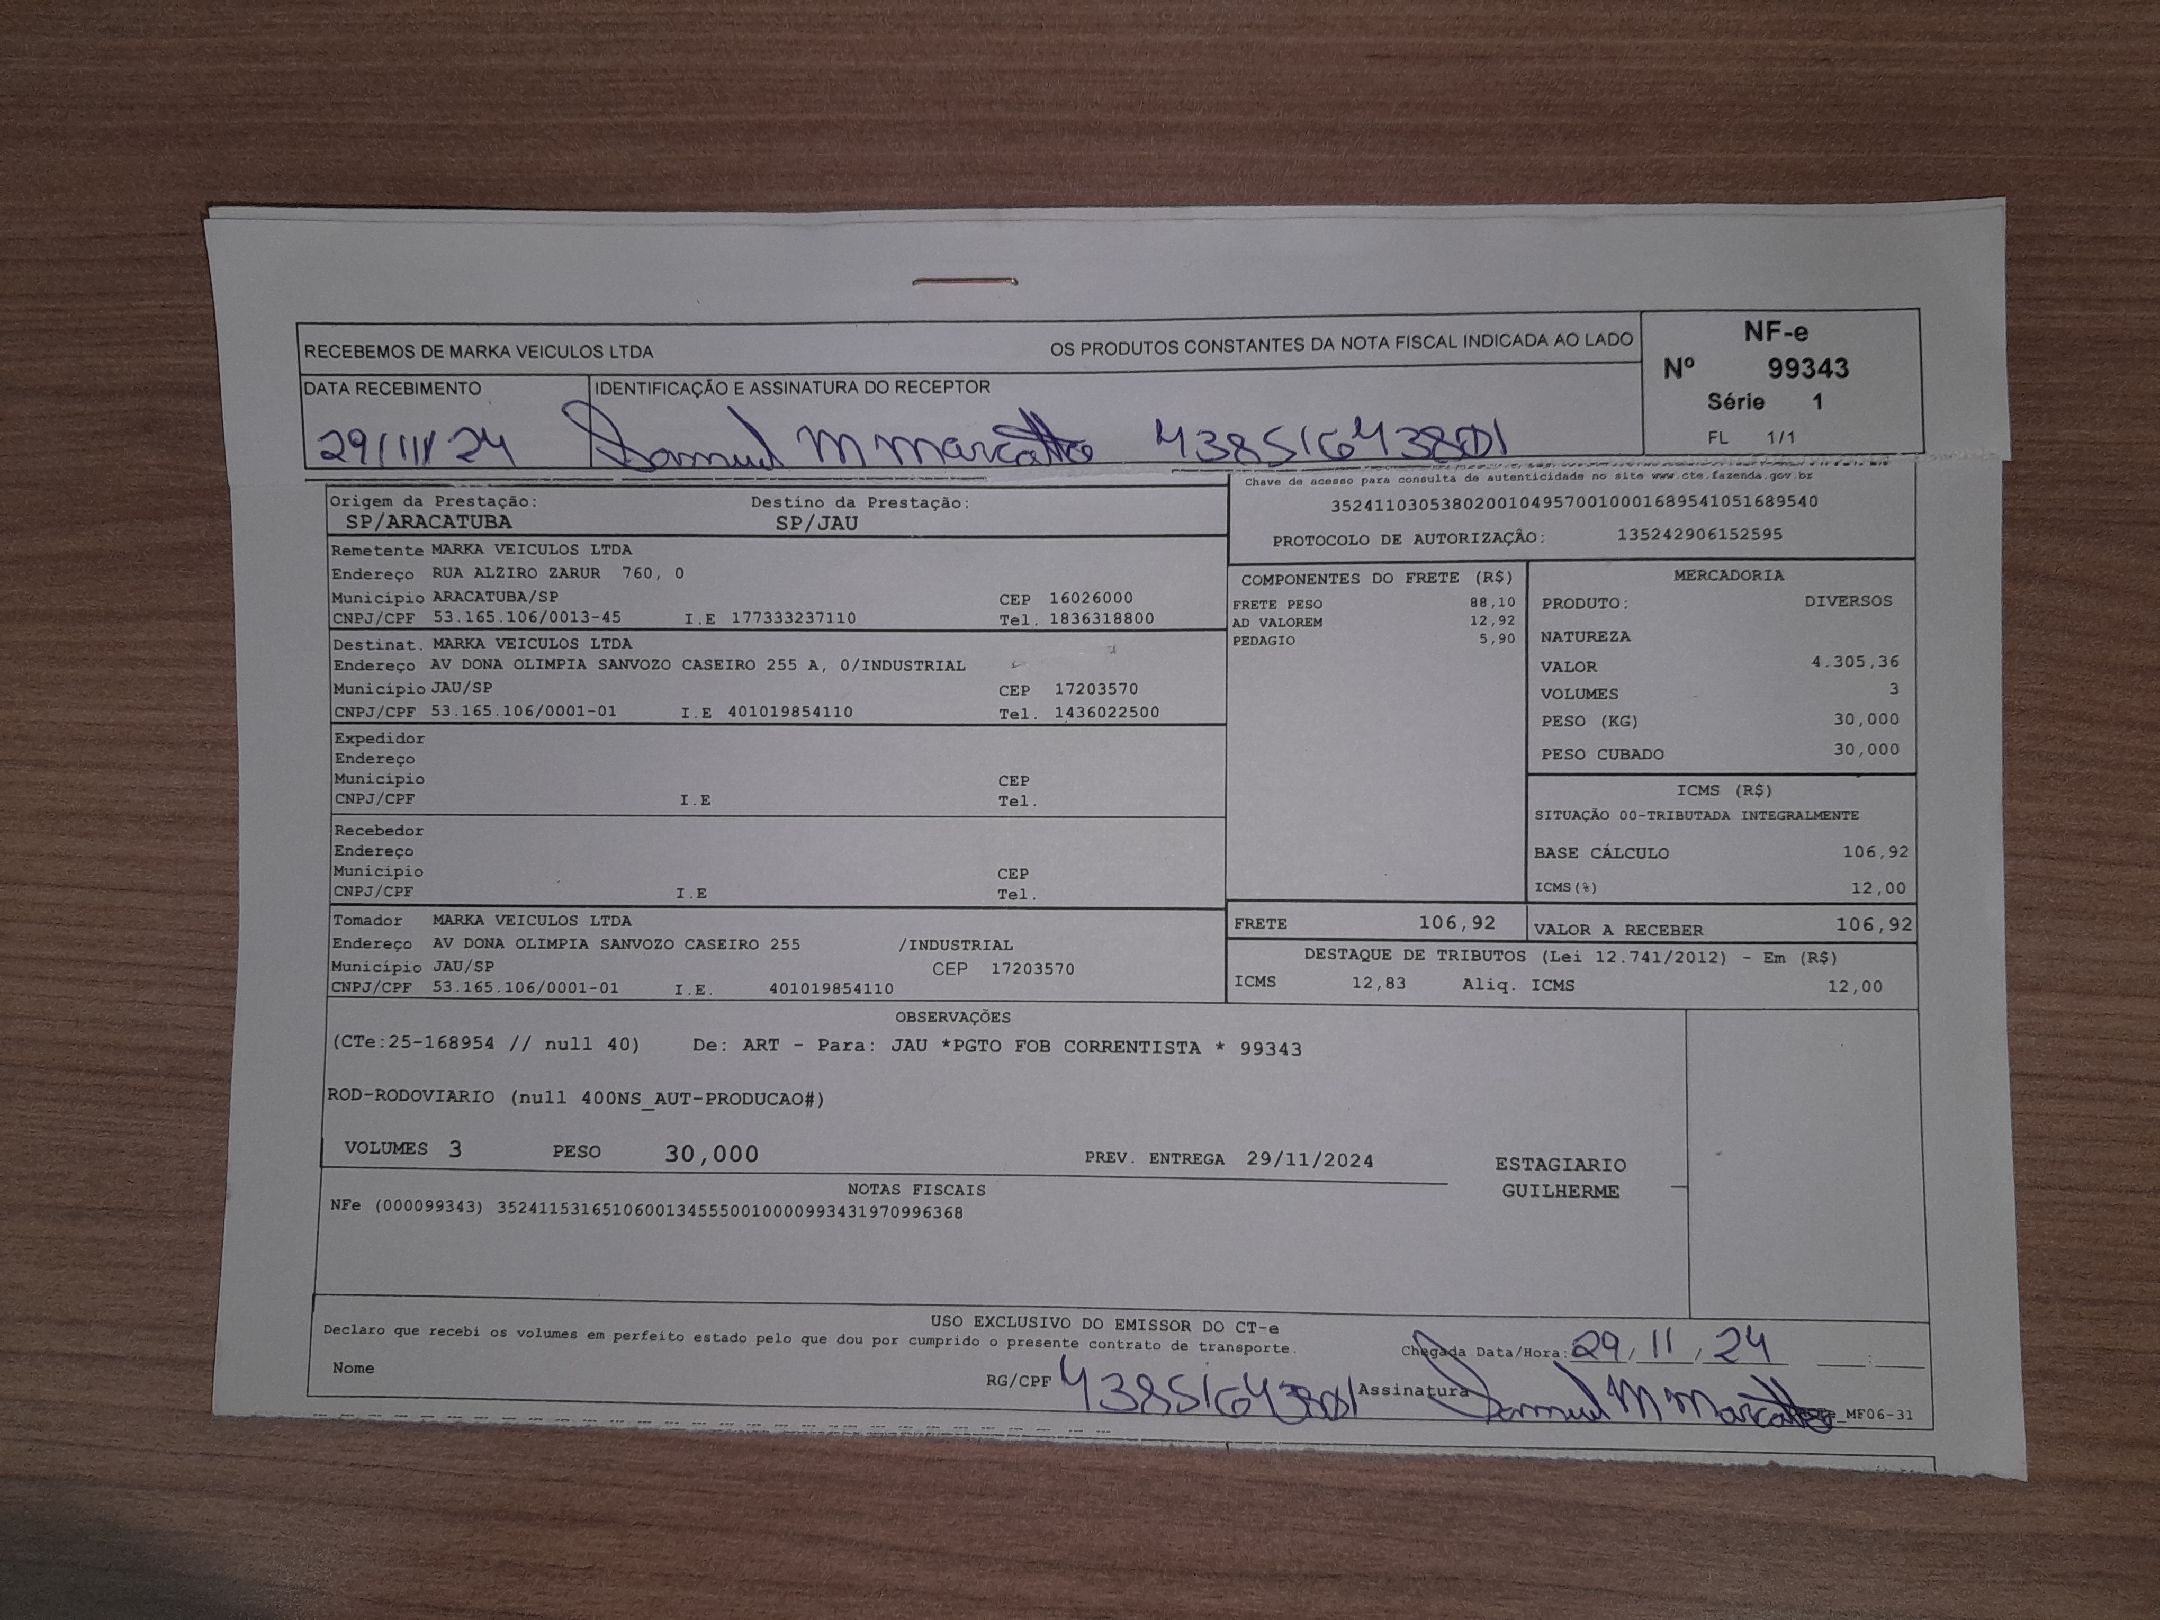 RECEBEMOS DE MARKA VEICULOS LTDA OS PRODUTOS CONSTANTES DA NOTA FISCAL INDICADA AO LADO
NF-e
Nº 99343
Série 1
FL 1/1
DATA RECEBIMENTO
29/11/24
IDENTIFICAÇÃO E ASSINATURA DO RECEPTOR
Samuel M Marcatto 43851643801
Origem da Prestação: Destino da Prestação:
SP/ARACATUBA SP/JAU
Chave de acesso para consulta de autenticidade no site www.cte.fazenda.gov.br
35241103053802001049570010001689541051689540
PROTOCOLO DE AUTORIZAÇÃO: 135242906152595
Remetente MARKA VEICULOS LTDA
Endereço RUA ALZIRO ZARUR 760, 0
Município ARACATUBA/SP CEP 16026000
CNPJ/CPF 53.165.106/0013-45 I.E 177333237110 Tel. 1836318800
Destinat. MARKA VEICULOS LTDA
Endereço AV DONA OLIMPIA SANVOZO CASEIRO 255 A, 0/INDUSTRIAL
Município JAU/SP CEP 17203570
CNPJ/CPF 53.165.106/0001-01 I.E 401019854110 Tel. 1436022500
Expedidor
Endereço
Município CEP
CNPJ/CPF I.E Tel.
Recebedor
Endereço
Município CEP
CNPJ/CPF I.E Tel.
Tomador MARKA VEICULOS LTDA
Endereço AV DONA OLIMPIA SANVOZO CASEIRO 255 /INDUSTRIAL
Município JAU/SP CEP 17203570
CNPJ/CPF 53.165.106/0001-01 I.E. 401019854110
COMPONENTES DO FRETE (R$)
FRETE PESO 88,10
AD VALOREM 12,92
PEDAGIO 5,90
MERCADORIA
PRODUTO: DIVERSOS
NATUREZA
VALOR 4.305,36
VOLUMES 3
PESO (KG) 30,000
PESO CUBADO 30,000
ICMS (R$)
SITUAÇÃO 00-TRIBUTADA INTEGRALMENTE
BASE CÁLCULO 106,92
ICMS(%) 12,00
FRETE 106,92 VALOR A RECEBER 106,92
DESTAQUE DE TRIBUTOS (Lei 12.741/2012) - Em (R$)
ICMS 12,83 Aliq. ICMS 12,00
OBSERVAÇÕES
(CTe:25-168954 // null 40) De: ART - Para: JAU *PGTO FOB CORRENTISTA * 99343
ROD-RODOVIARIO (null 400NS_AUT-PRODUCAO#)
VOLUMES 3 PESO 30,000 PREV. ENTREGA 29/11/2024
ESTAGIARIO
GUILHERME
NOTAS FISCAIS
NFe (000099343) 35241153165106001345550010000993431970996368
USO EXCLUSIVO DO EMISSOR DO CT-e
Declaro que recebi os volumes em perfeito estado pelo que dou por cumprido o presente contrato de transporte.
Chegada Data/Hora: 29/11/24 :
Nome RG/CPF 43851643801 Assinatura Samuel M Marcatto
_MF06-31